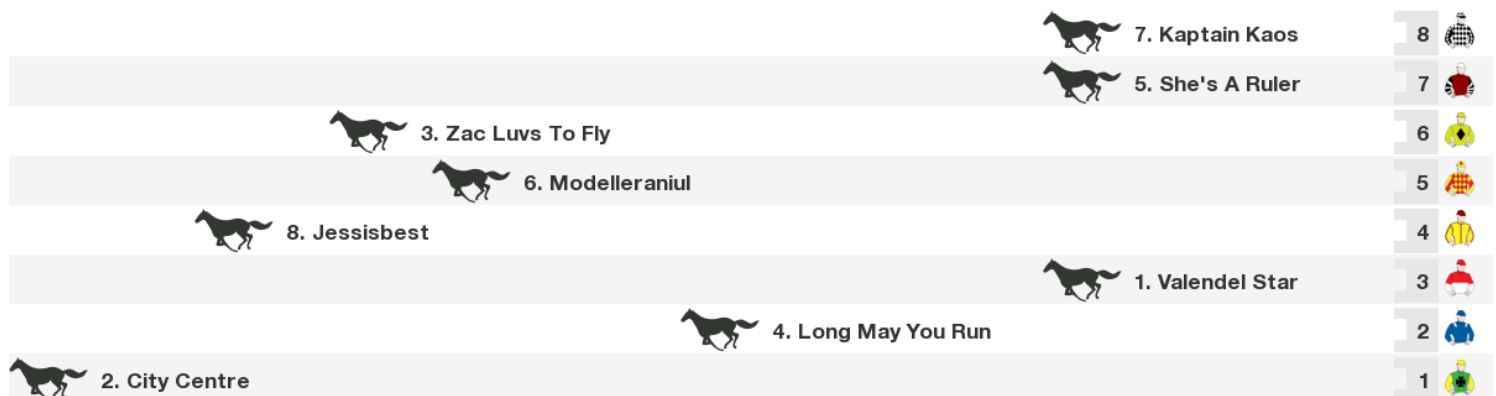 7. Kaptain Kaos 8
5. She's A Ruler 7
3. Zac Luvs To Fly 6
6. Modelleraniul 5
8. Jessisbest 4
1. Valendel Star 3
4. Long May You Run 2
2. City Centre 1